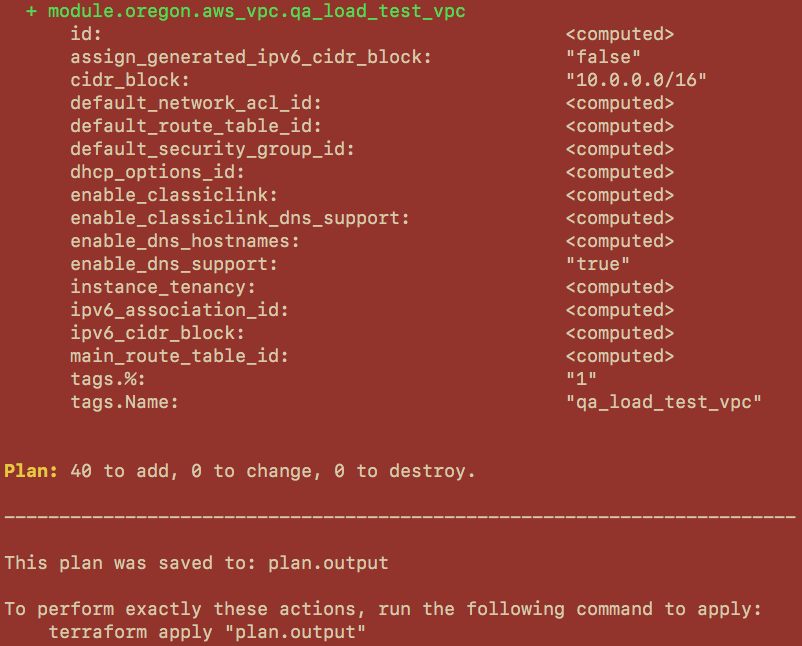 + module.oregon.aws_vpc.qa_load_test_vpc
id: <computed>
assign_generated_ipv6_cidr_block: "false"
cidr_block: "10.0.0.0/16"
default_network_acl_id: <computed>
default_route_table_id: <computed>
default_security_group_id: <computed>
dhcp_options_id: <computed>
enable_classiclink: <computed>
enable_classiclink_dns_support: <computed>
enable_dns_hostnames: <computed>
enable_dns_support: "true"
instance_tenancy: <computed>
ipv6_association_id: <computed>
ipv6_cidr_block: <computed>
main_route_table_id: <computed>
tags.%: "1"
tags.Name: "qa_load_test_vpc"
Plan: 40 to add, 0 to change, 0 to destroy.
------------------------------------------------------------------------
This plan was saved to: plan.output
To perform exactly these actions, run the following command to apply:
terraform apply "plan.output"